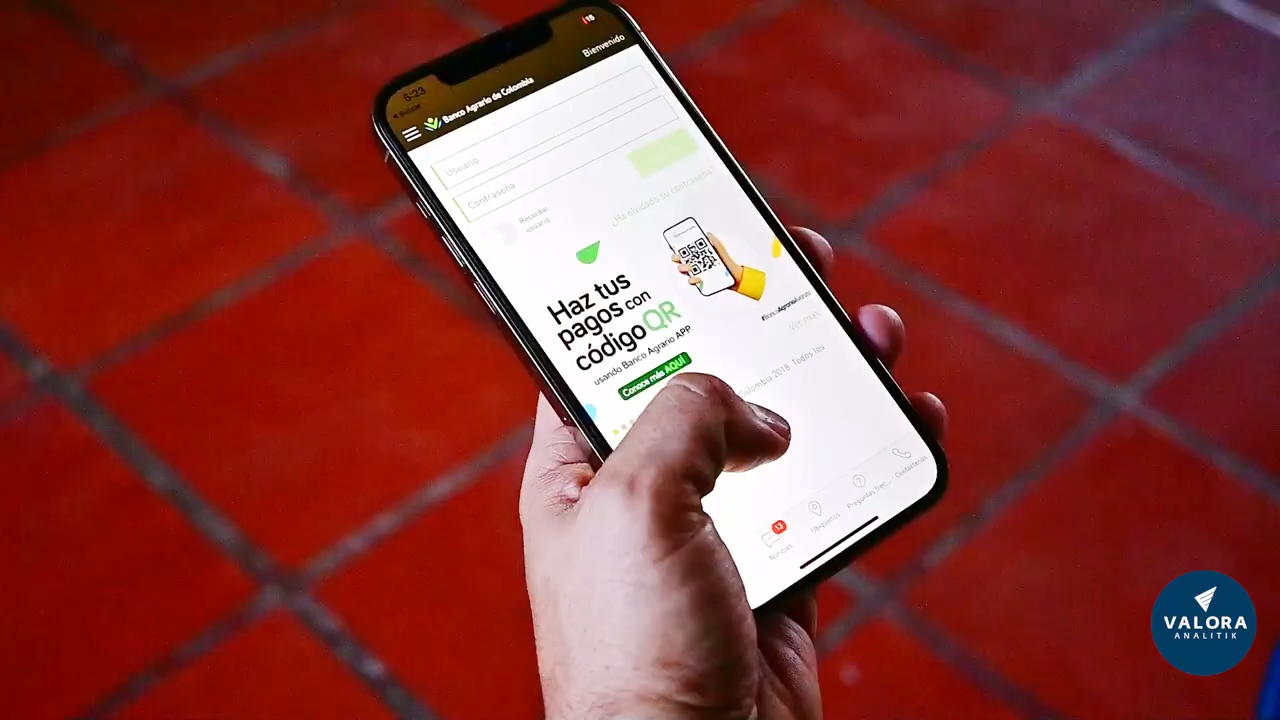 5:23
Buscar
Bienvenido
Banco Agrario de Colombia
Usuario
Contraseña
Recordar
usuario
¿Ha olvidado su contraseña
Haz tus
pagos con
código QR
usando Banco Agrario APP
Conoce más AQUÍ
Ver más
Colombia 2018. Todos los
13
Noticias
Ubíquenos
Preguntas frec...
Contáctenos
VALORA
ANALITIK